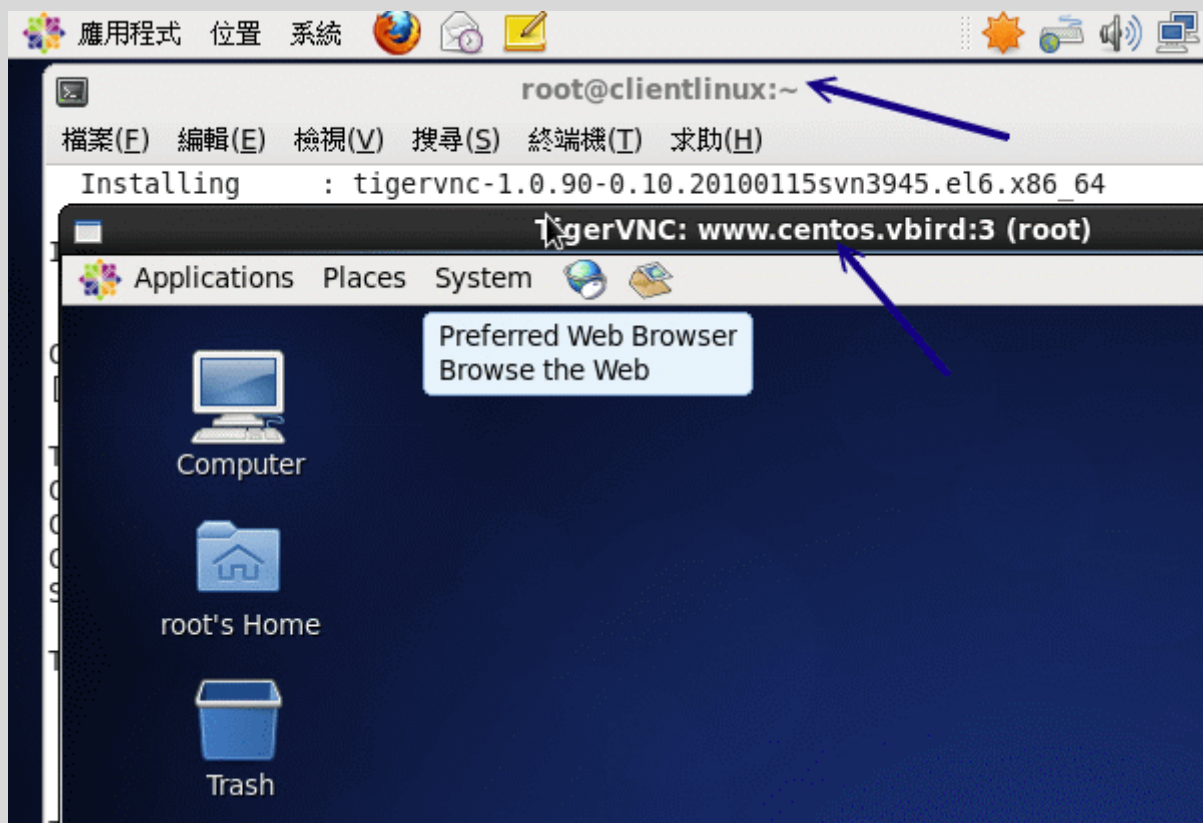 應用程式 位置 系統
root@clientlinux:~
檔案(F) 編輯(E) 檢視(V) 搜尋(S) 終端機(T) 求助(H)
Installing : tigervnc-1.0.90-0.10.20100115svn3945.el6.x86_64
TigerVNC: www.centos.vbird:3 (root)
Applications Places System
Preferred Web Browser
Browse the Web
Computer
root's Home
Trash